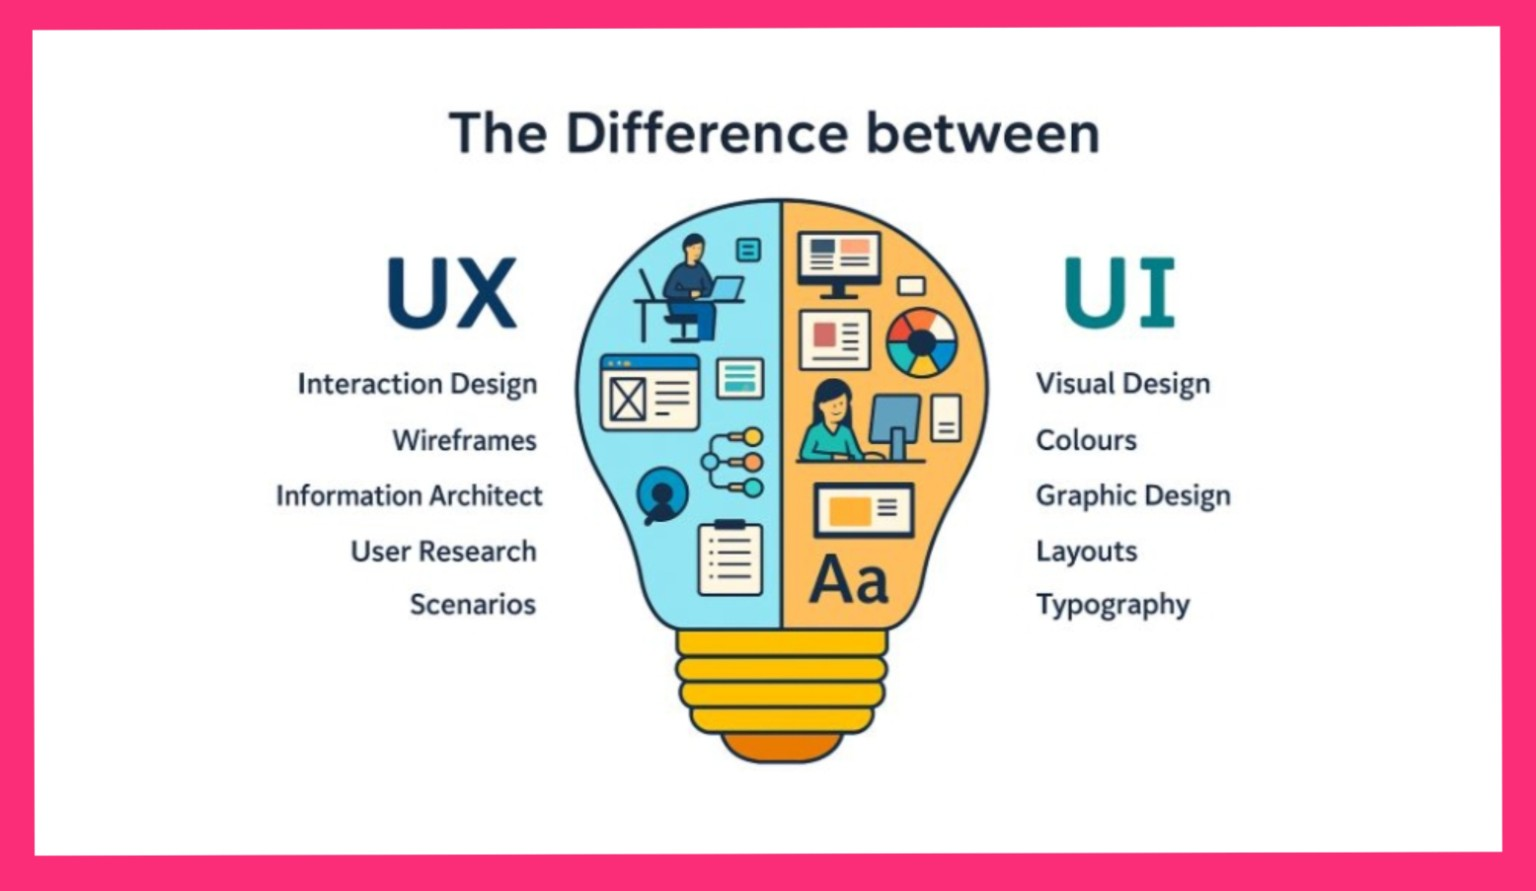 The Difference between
UX
Interaction Design
Wireframes
Information Architect
User Research
Scenarios
Aa
UI
Visual Design
Colours
Graphic Design
Layouts
Typography